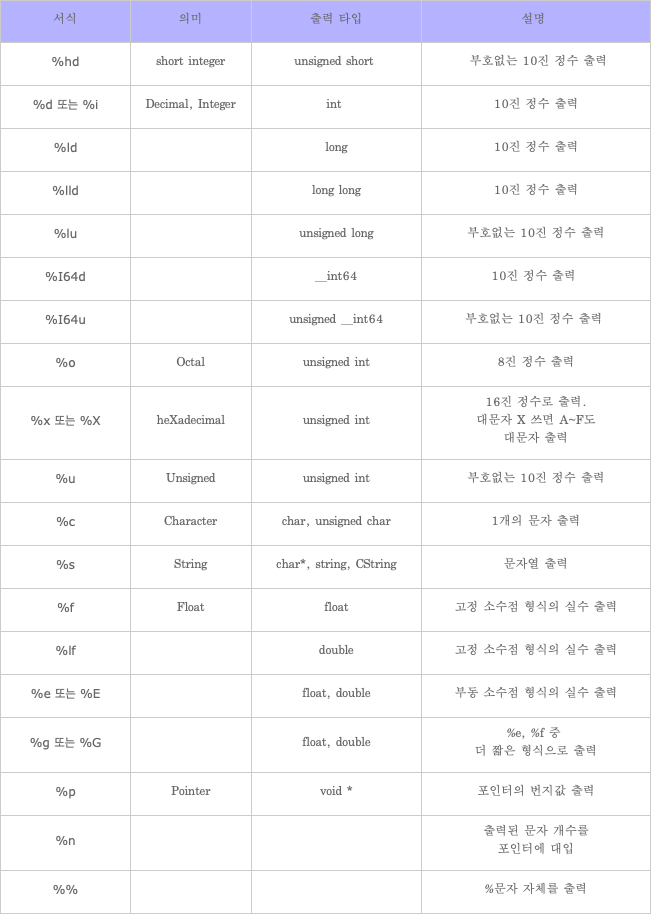 서식 의미 출력 타입 설명
%hd short integer unsigned short 부호없는 10진 정수 출력
%d 또는 %i Decimal, Integer int 10진 정수 출력
%ld long 10진 정수 출력
%lld long long 10진 정수 출력
%lu unsigned long 부호없는 10진 정수 출력
%I64d __int64 10진 정수 출력
%I64u unsigned __int64 부호없는 10진 정수 출력
%o Octal unsigned int 8진 정수 출력
%x 또는 %X heXadecimal unsigned int 16진 정수로 출력.
대문자 X 쓰면 A~F도
대문자 출력
%u Unsigned unsigned int 부호없는 10진 정수 출력
%c Character char, unsigned char 1개의 문자 출력
%s String char*, string, CString 문자열 출력
%f Float float 고정 소수점 형식의 실수 출력
%lf double 고정 소수점 형식의 실수 출력
%e 또는 %E float, double 부동 소수점 형식의 실수 출력
%g 또는 %G float, double %e, %f 중
더 짧은 형식으로 출력
%p Pointer void * 포인터의 번지값 출력
%n 출력된 문자 개수를
포인터에 대입
%% %문자 자체를 출력